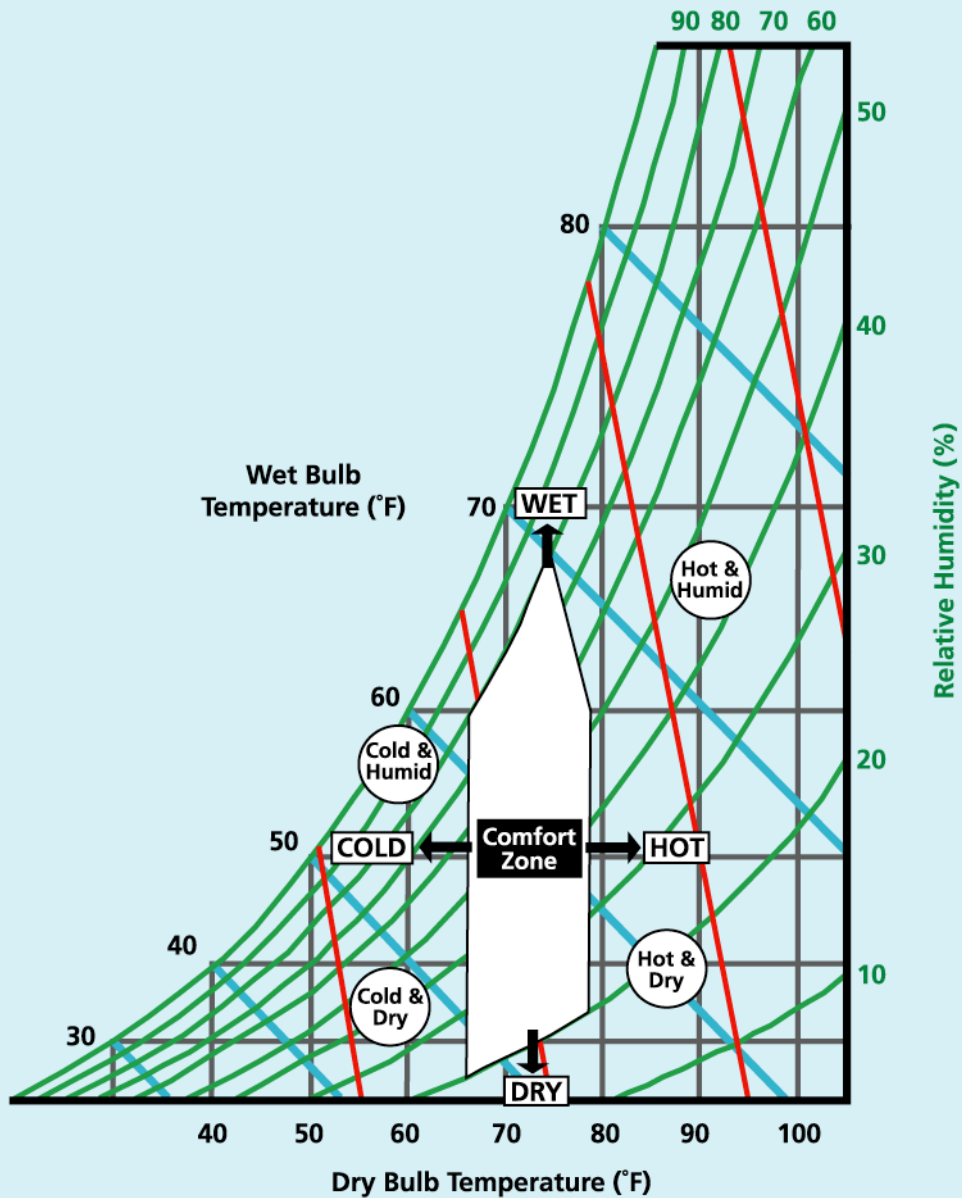 90 80 70 60
50
80
40
Wet Bulb
Temperature (˚F)
70
WET
30
Hot &
Humid
Relative Humidity (%)
60
Cold &
Humid
20
50
COLD
Comfort
Zone
HOT
40
Hot &
Dry
10
Cold &
Dry
30
DRY
40 50 60 70 80 90 100
Dry Bulb Temperature (˚F)